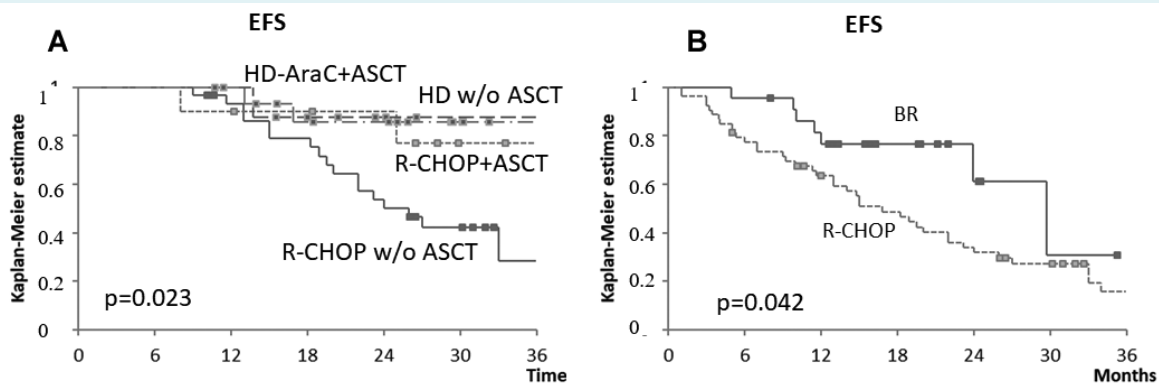 EFS
A
HD-AraC+ASCT
HD w/o ASCT
R-CHOP+ASCT
R-CHOP w/o ASCT
p=0.023
Kaplan-Meier estimate
1
0.8
0.6
0.4
0.2
0
0 6 12 18 24 30 36
Time
EFS
B
BR
R-CHOP
p=0.042
Kaplan-Meier estimate
1
0.8
0.6
0.4
0.2
0
0 6 12 18 24 30 36
Months